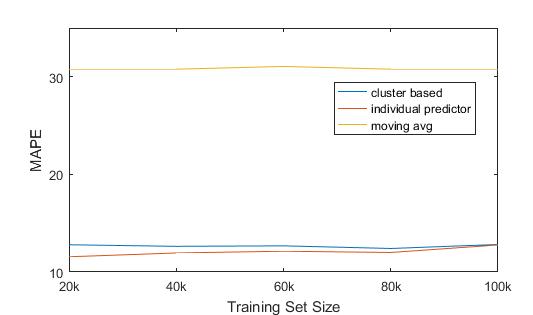 30
20
10
MAPE
cluster based
individual predictor
moving avg
20k 40k 60k 80k 100k
Training Set Size